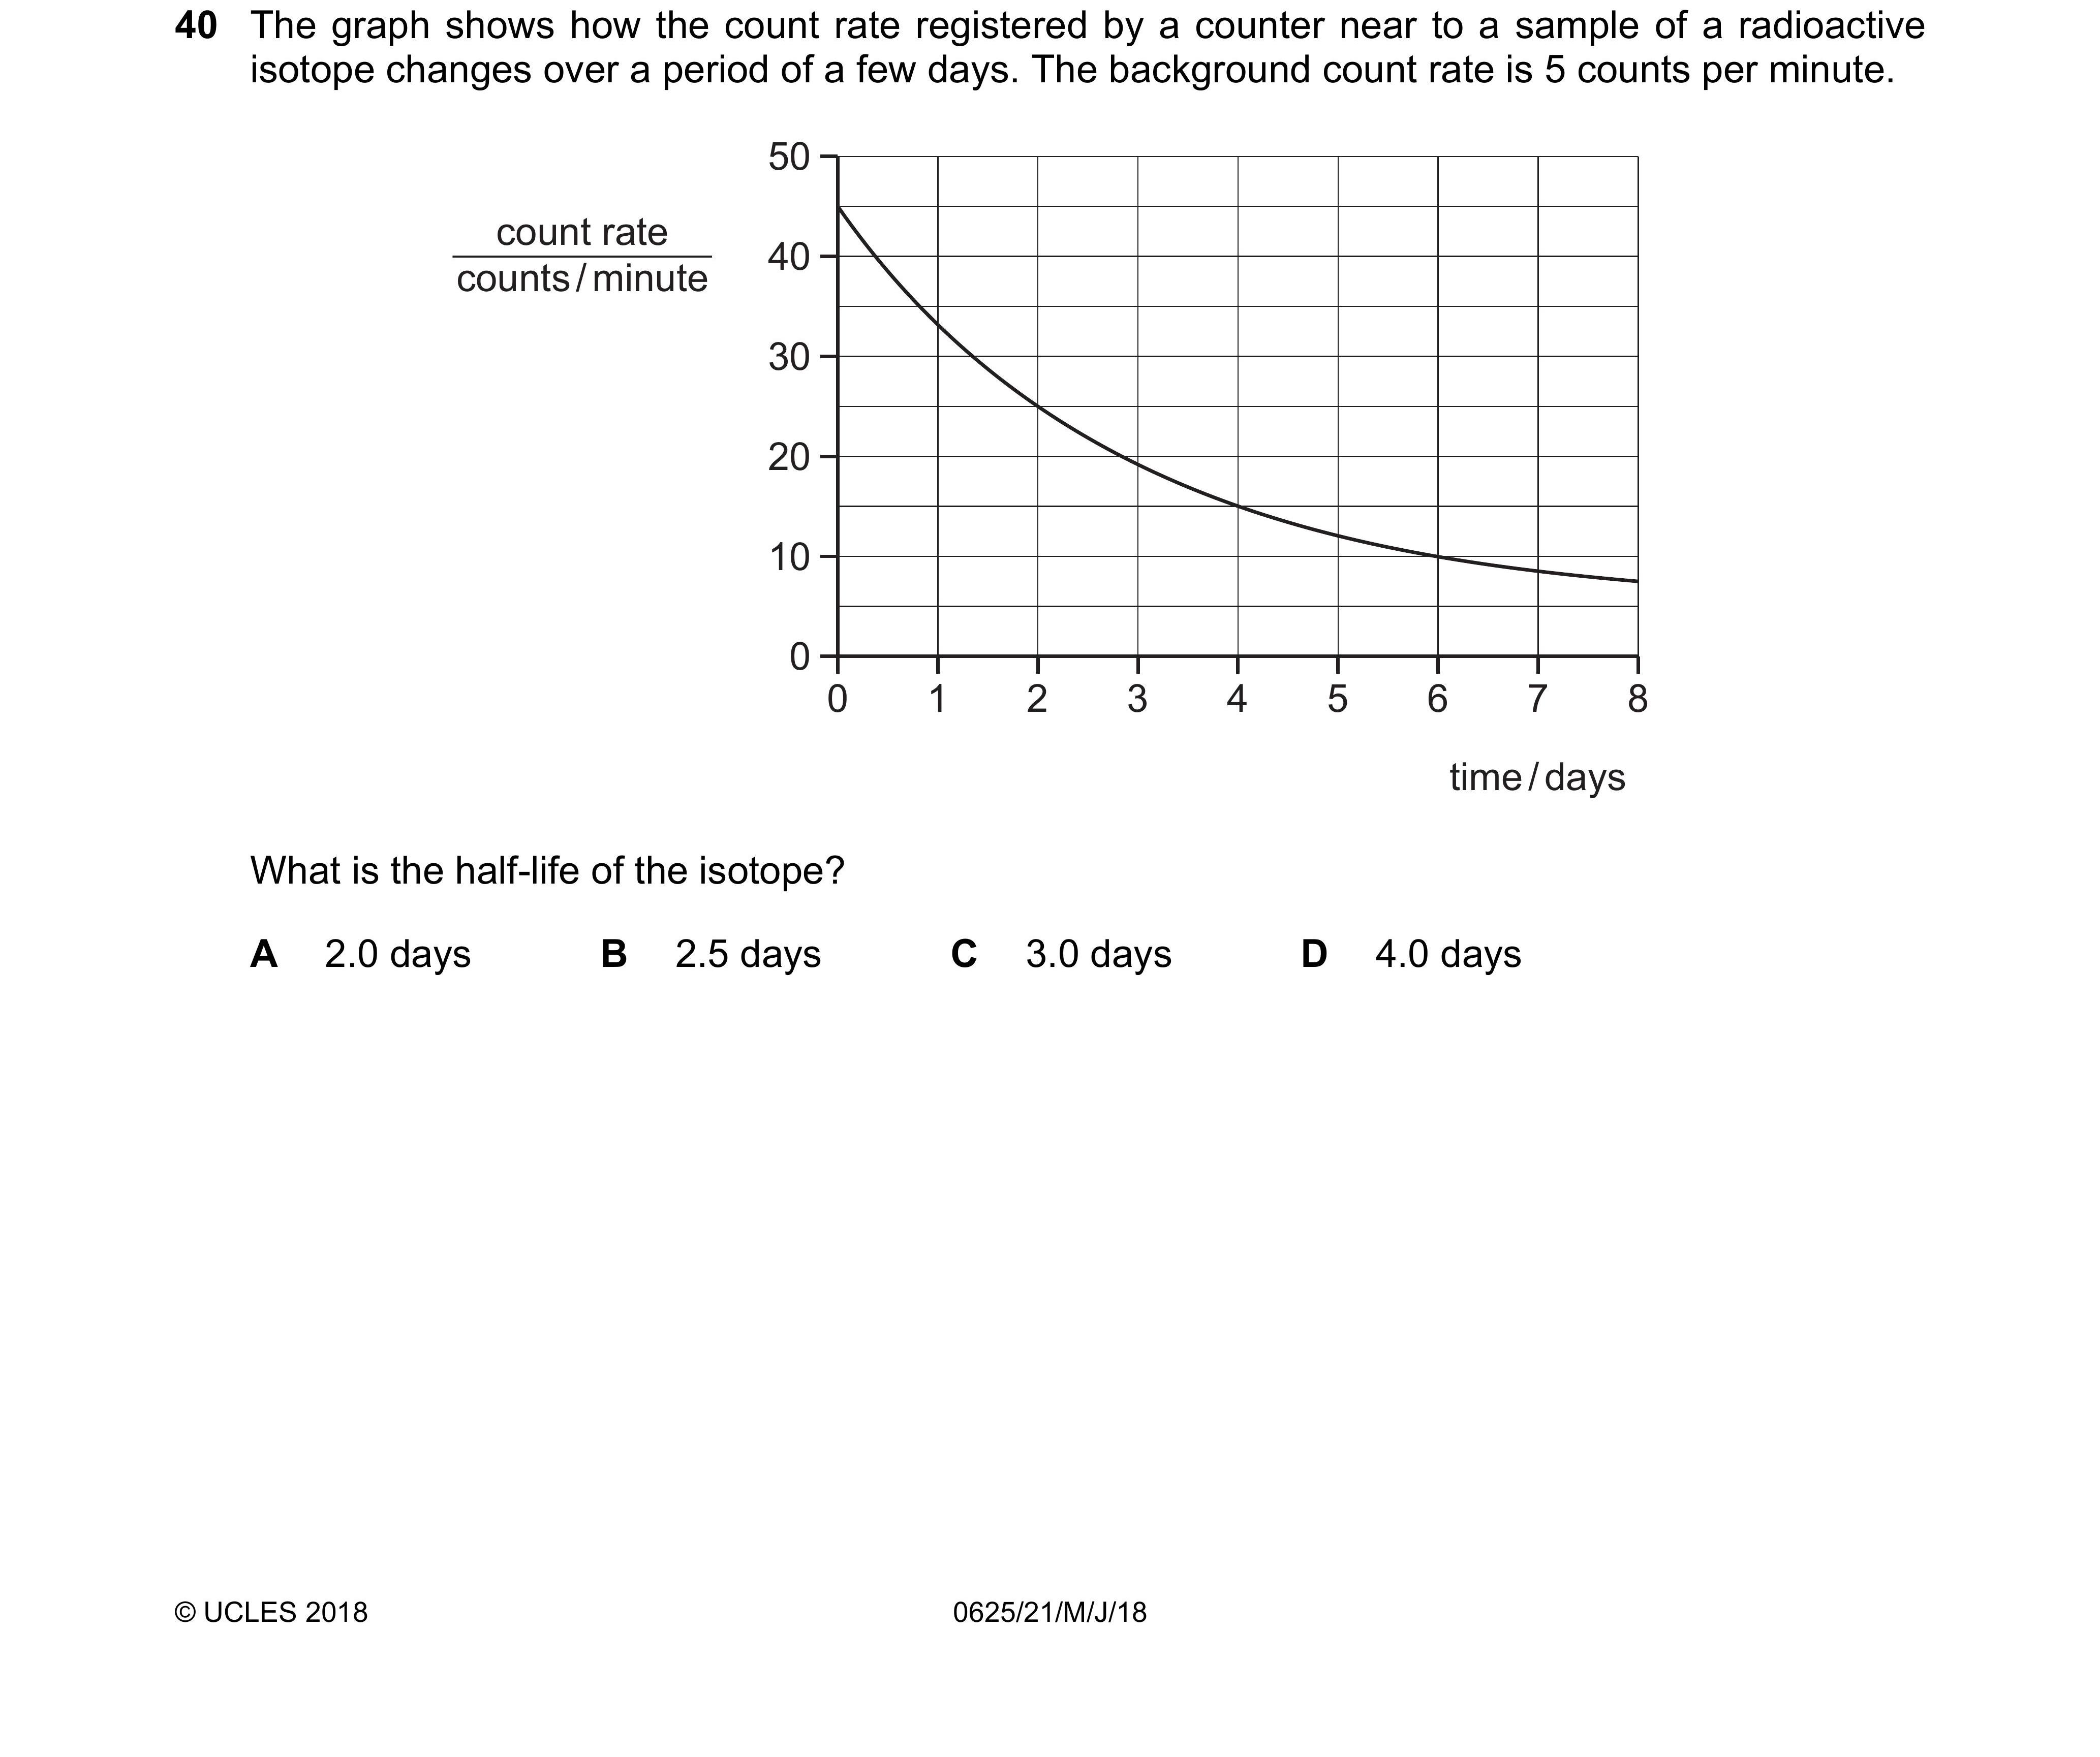 40 The graph shows how the count rate registered by a counter near to a sample of a radioactive
isotope changes over a period of a few days. The background count rate is 5 counts per minute.
50
count rate
40
counts / minute
30
20
10
0
0 1 2 3 4 5 6 7 8
time / days
What is the half-life of the isotope?
A 2.0 days B 2.5 days C 3.0 days D 4.0 days
© UCLES 2018 0625/21/M/J/18